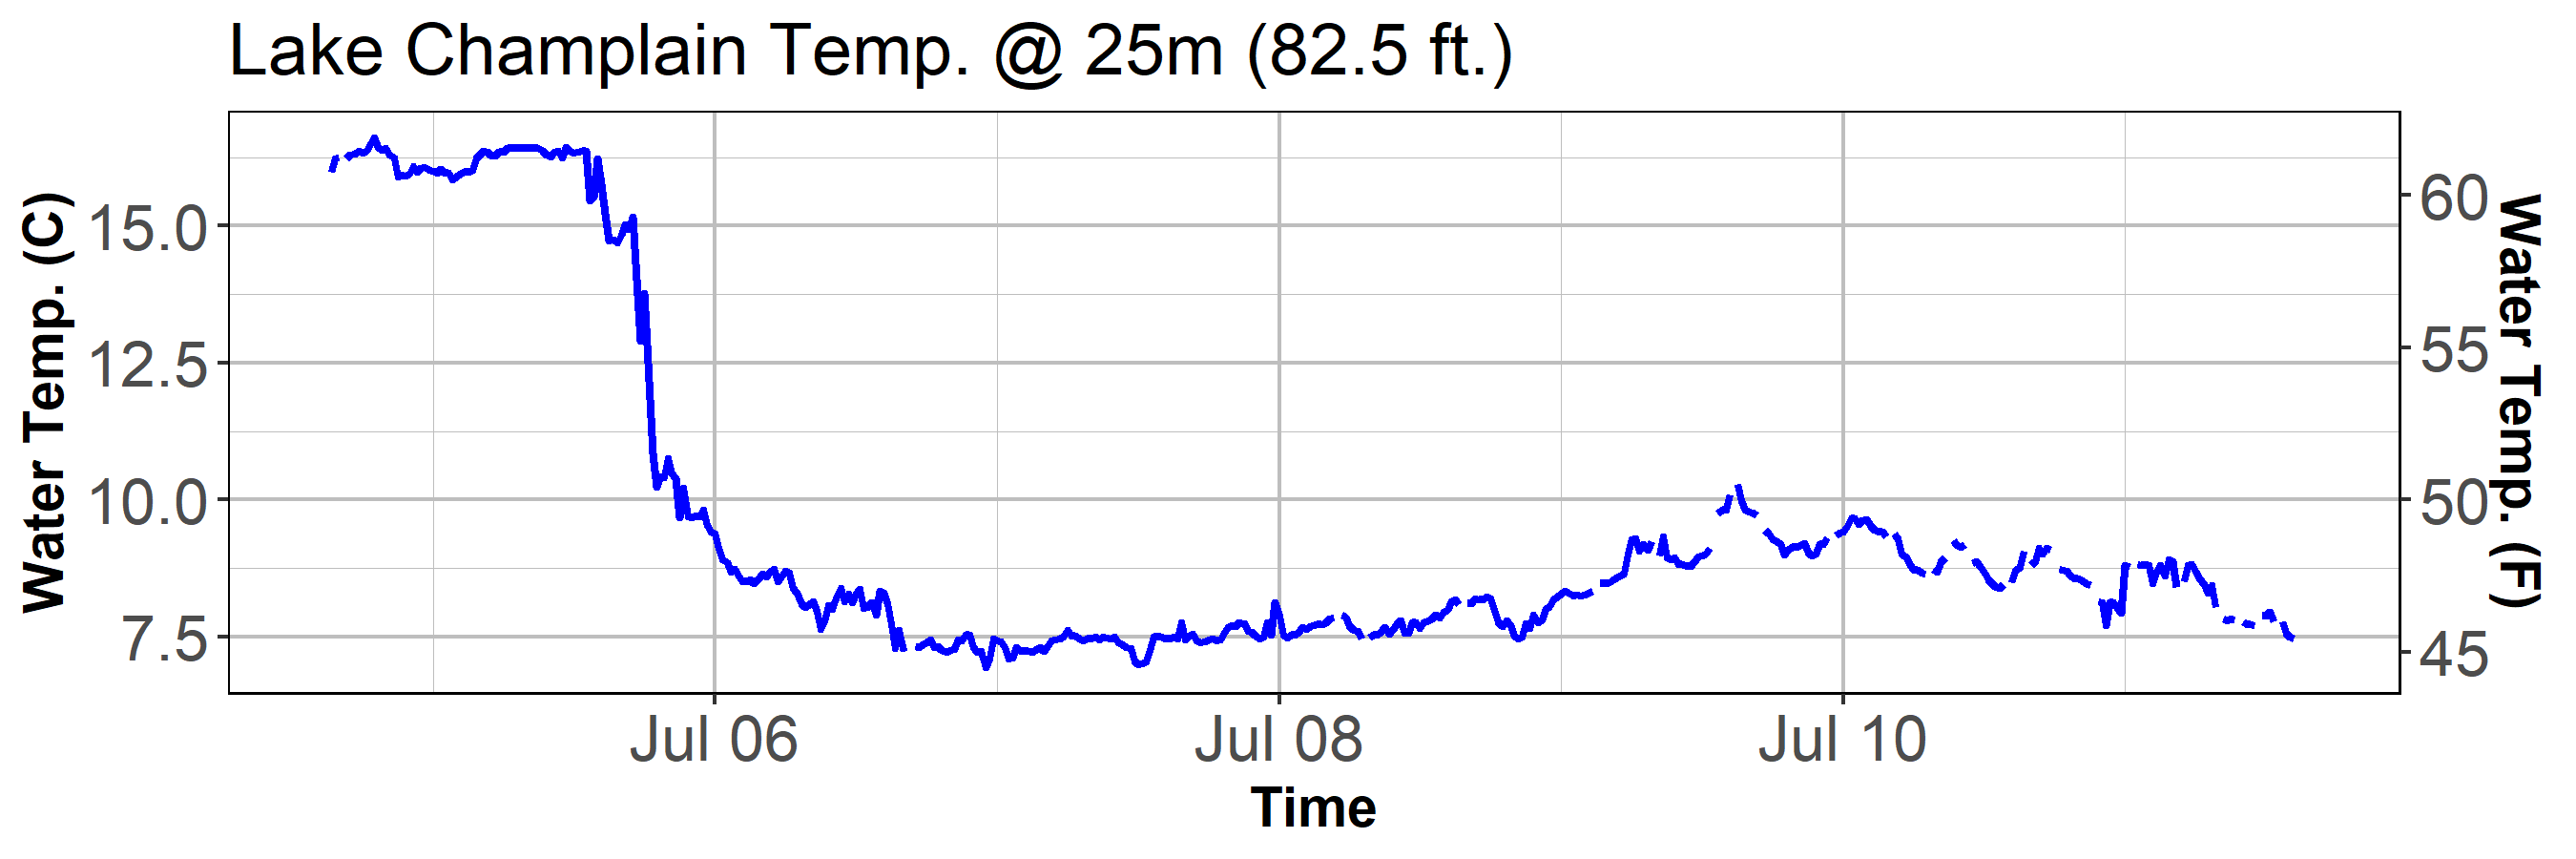 Lake Champlain Temp. @ 25m (82.5 ft.)
Water Temp. (C)
15.0
12.5
10.0
7.5
60
55
50
45
Water Temp. (F)
Jul 06
Jul 08
Jul 10
Time